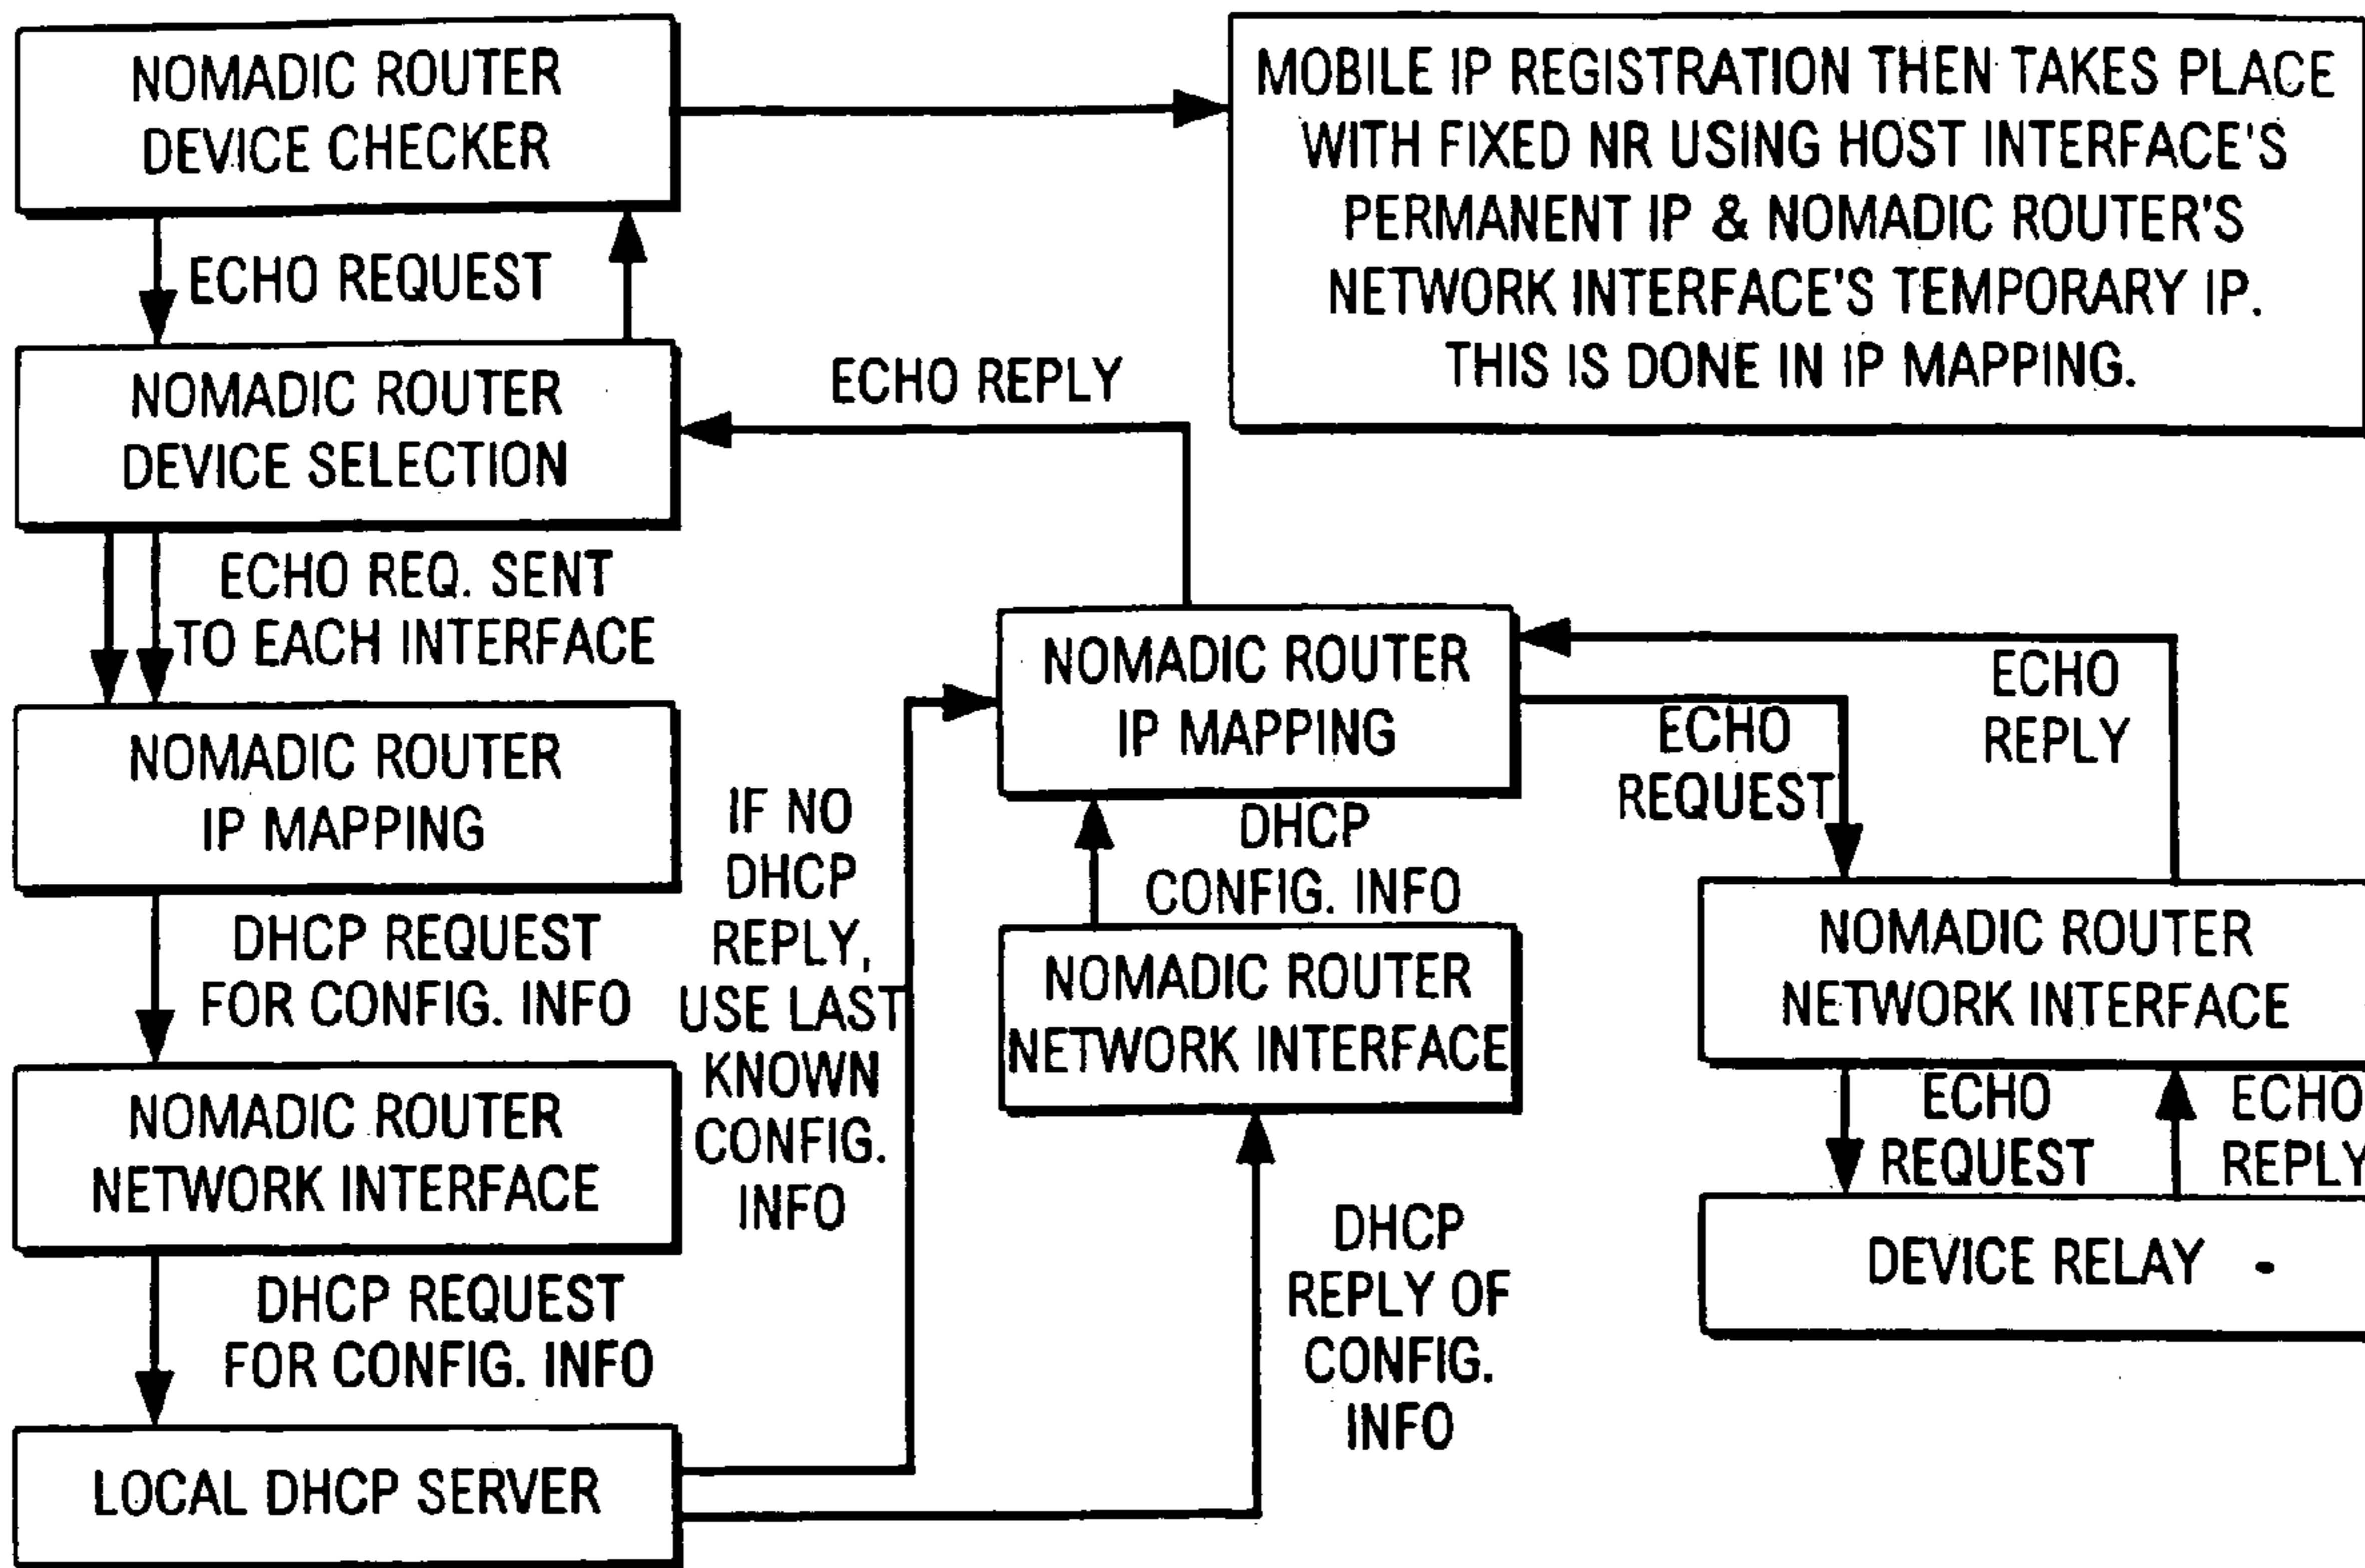 NOMADIC ROUTER
DEVICE CHECKER
MOBILE IP REGISTRATION THEN TAKES PLACE
WITH FIXED NR USING HOST INTERFACE'S
PERMANENT IP & NOMADIC ROUTER'S
NETWORK INTERFACE'S TEMPORARY IP.
THIS IS DONE IN IP MAPPING.
ECHO REQUEST
NOMADIC ROUTER
DEVICE SELECTION
ECHO REPLY
ECHO REQ. SENT
TO EACH INTERFACE
NOMADIC ROUTER
IP MAPPING
DHCP REQUEST
FOR CONFIG. INFO
NOMADIC ROUTER
NETWORK INTERFACE
DHCP REQUEST
FOR CONFIG. INFO
LOCAL DHCP SERVER
IF NO
DHCP
REPLY,
USE LAST
KNOWN
CONFIG.
INFO
NOMADIC ROUTER
IP MAPPING
DHCP
CONFIG. INFO
NOMADIC ROUTER
NETWORK INTERFACE
DHCP
REPLY OF
CONFIG.
INFO
ECHO
REQUEST
ECHO
REPLY
NOMADIC ROUTER
NETWORK INTERFACE
ECHO
REQUEST
ECHO
REPLY
DEVICE RELAY